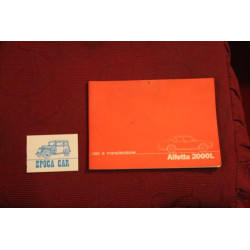 EPOCA CAR
uso e manutenzione
Alfetta 2000L